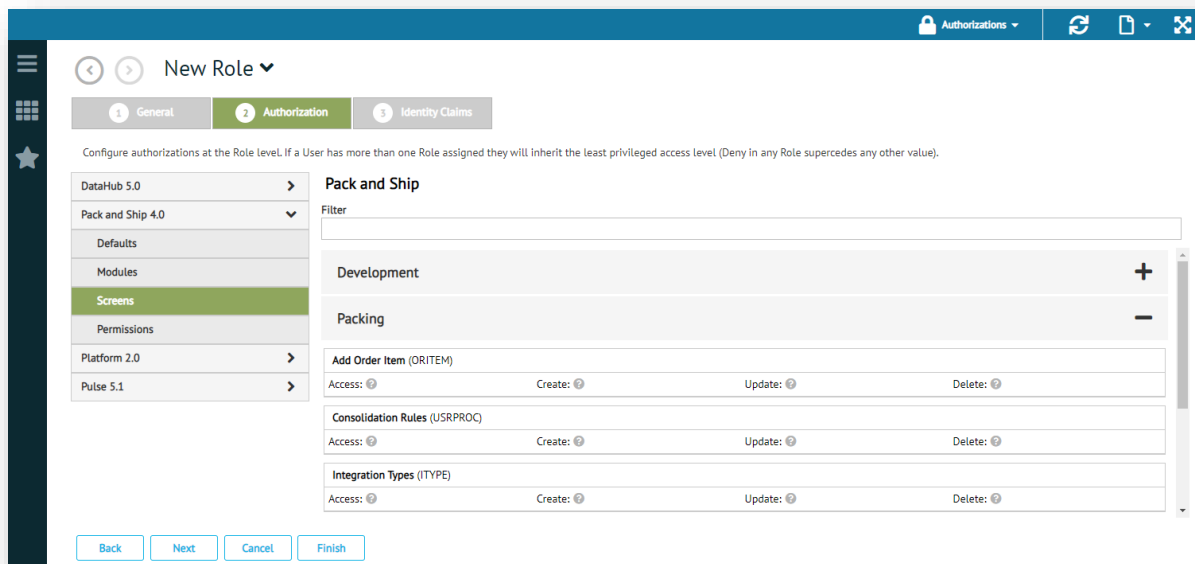 Authorizations
New Role
1 General
2 Authorization
3 Identity Claims
Configure authorizations at the Role level. If a User has more than one Role assigned they will inherit the least privileged access level (Deny in any Role supercedes any other value).
DataHub 5.0
Pack and Ship 4.0
Defaults
Modules
Screens
Permissions
Platform 2.0
Pulse 5.1
Pack and Ship
Filter
Development
Packing
Add Order Item (ORITEM)
Access: ? Create: ? Update: ? Delete: ?
Consolidation Rules (USRPROC)
Access: ? Create: ? Update: ? Delete: ?
Integration Types (ITYPE)
Access: ? Create: ? Update: ? Delete: ?
Back Next Cancel Finish